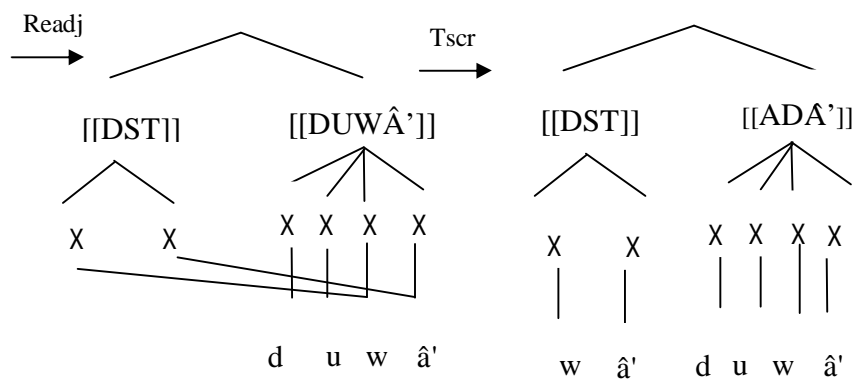 Readj
Tscr
[[DST]] [[DUWÂ’]] [[DST]] [[ADÂ’]]
X X X X X X X X X X X X
d u w â' w â' d u w â'